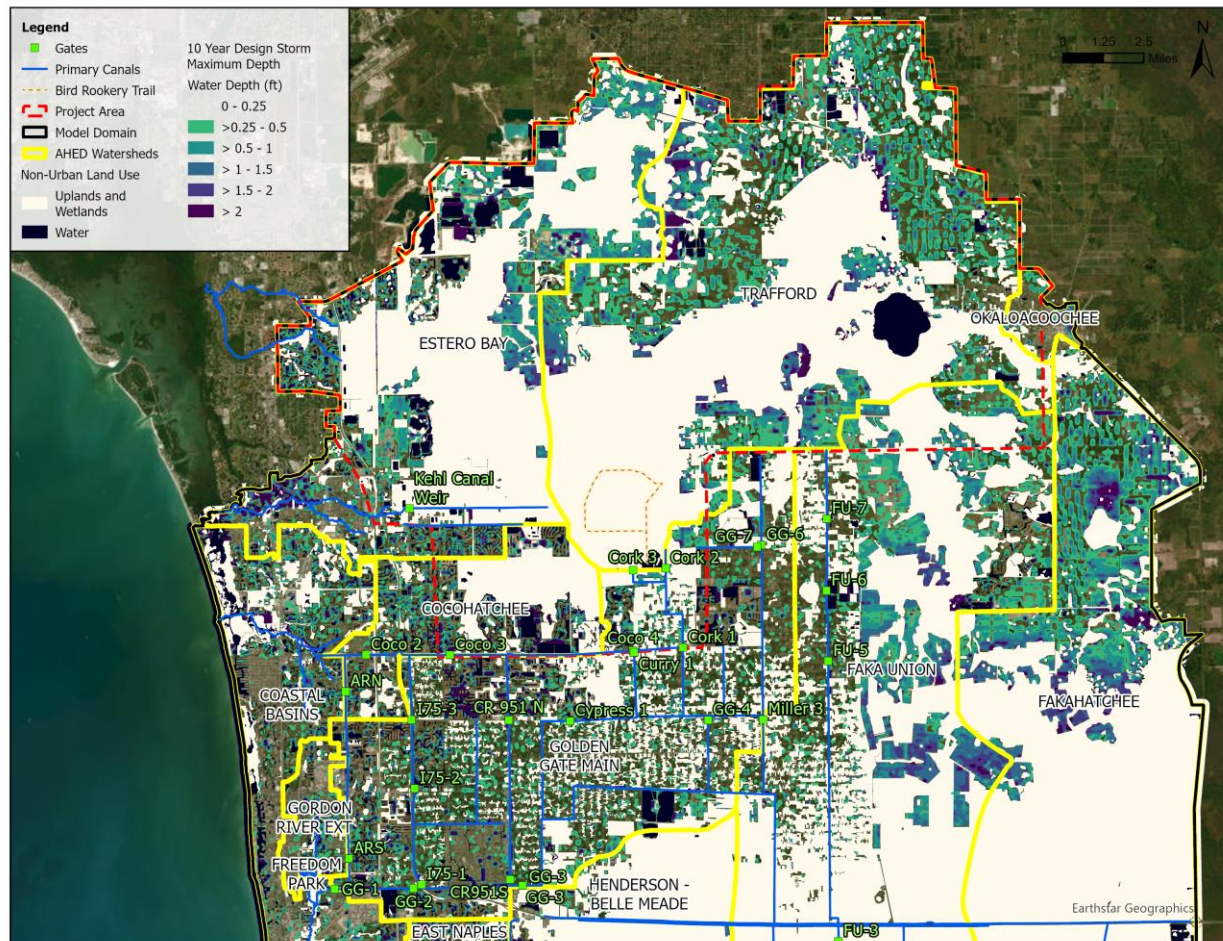 Legend
Gates
Primary Canals
Bird Rookery Trail
Project Area
Model Domain
AHED Watersheds
Non-Urban Land Use
Uplands and
Wetlands
Water
10 Year Design Storm
Maximum Depth
Water Depth (ft)
0 - 0.25
>0.25 - 0.5
> 0.5 - 1
> 1 - 1.5
> 1.5 - 2
> 2
N
0 1.25 2.5
Miles
TRAFFORD
OKALOACOOCHEE
ESTERO BAY
Kehl Canal
Weir
FU-7
GG-7
GG-6
Cork 3
Cork 2
FU-6
COCOHATCHEE
Coco 2
Coco 3
Coco 4
Cork 1
Curry 1
FU-5
FAKA UNION
ARN
COASTAL
BASINS
I75-3
CR 951 N
Cypress 1
GG-4
Miller 3
FAKAHATCHEE
GOLDEN
GATE MAIN
I75-2
GORDON
RIVER EXT
ARS
FREEDOM
PARK
GG-1
I75-1
GG-2
CR951S
GG-3
GG-3
HENDERSON -
BELLE MEADE
EAST NAPLES
FU-3
Earthstar Geographics